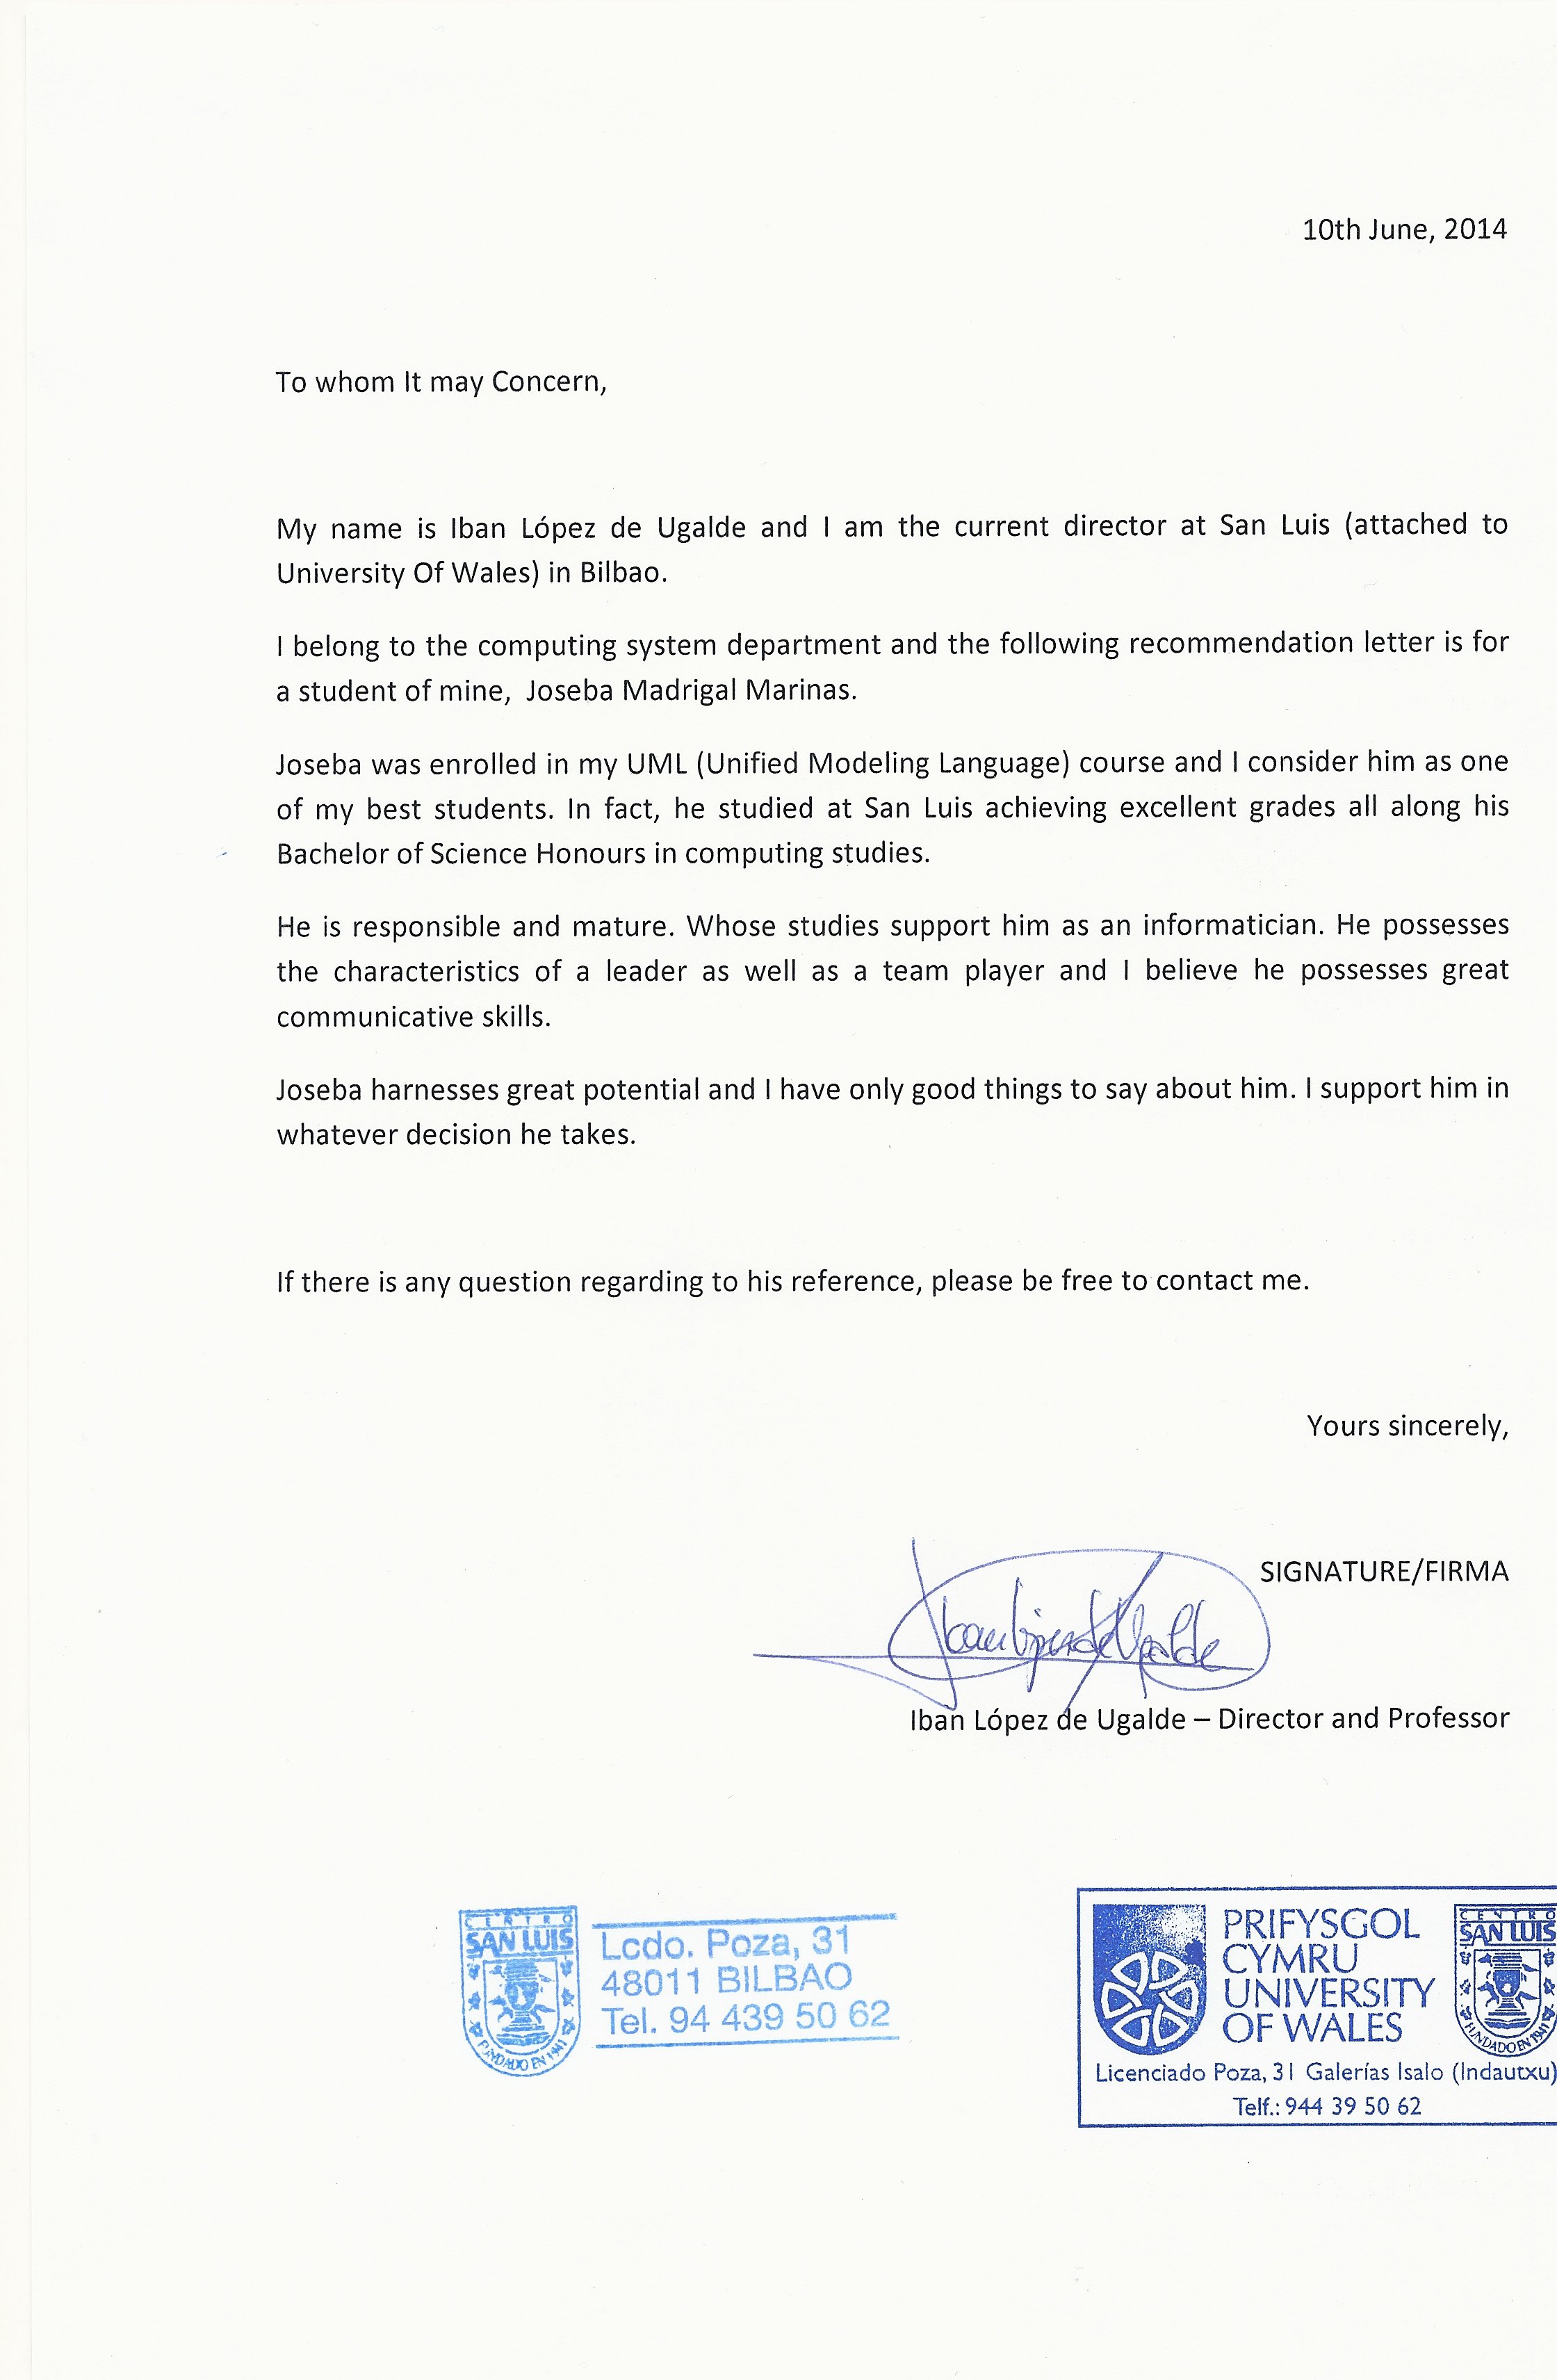 10th June, 2014
To whom It may Concern,
My name is Iban López de Ugalde and I am the current director at San Luis (attached to
University Of Wales) in Bilbao.
I belong to the computing system department and the following recommendation letter is for
a student of mine, Joseba Madrigal Marinas.
Joseba was enrolled in my UML (Unified Modeling Language) course and I consider him as one
of my best students. In fact, he studied at San Luis achieving excellent grades all along his
Bachelor of Science Honours in computing studies.
He is responsible and mature. Whose studies support him as an informatician. He possesses
the characteristics of a leader as well as a team player and I believe he possesses great
communicative skills.
Joseba harnesses great potential and I have only good things to say about him. I support him in
whatever decision he takes.
If there is any question regarding to his reference, please be free to contact me.
Yours sincerely,
SIGNATURE/FIRMA
Iban López de Ugalde – Director and Professor
CENTRO
SAN LUIS
FUNDADO EN 1941
Lcdo. Poza, 31
48011 BILBAO
Tel. 94 439 50 62
PRIFYSGOL
CYMRU
UNIVERSITY
OF WALES
CENTRO
SAN LUIS
FUNDADO EN 1941
Licenciado Poza, 31 Galerías Isalo (Indautxu)
Telf.: 944 39 50 62